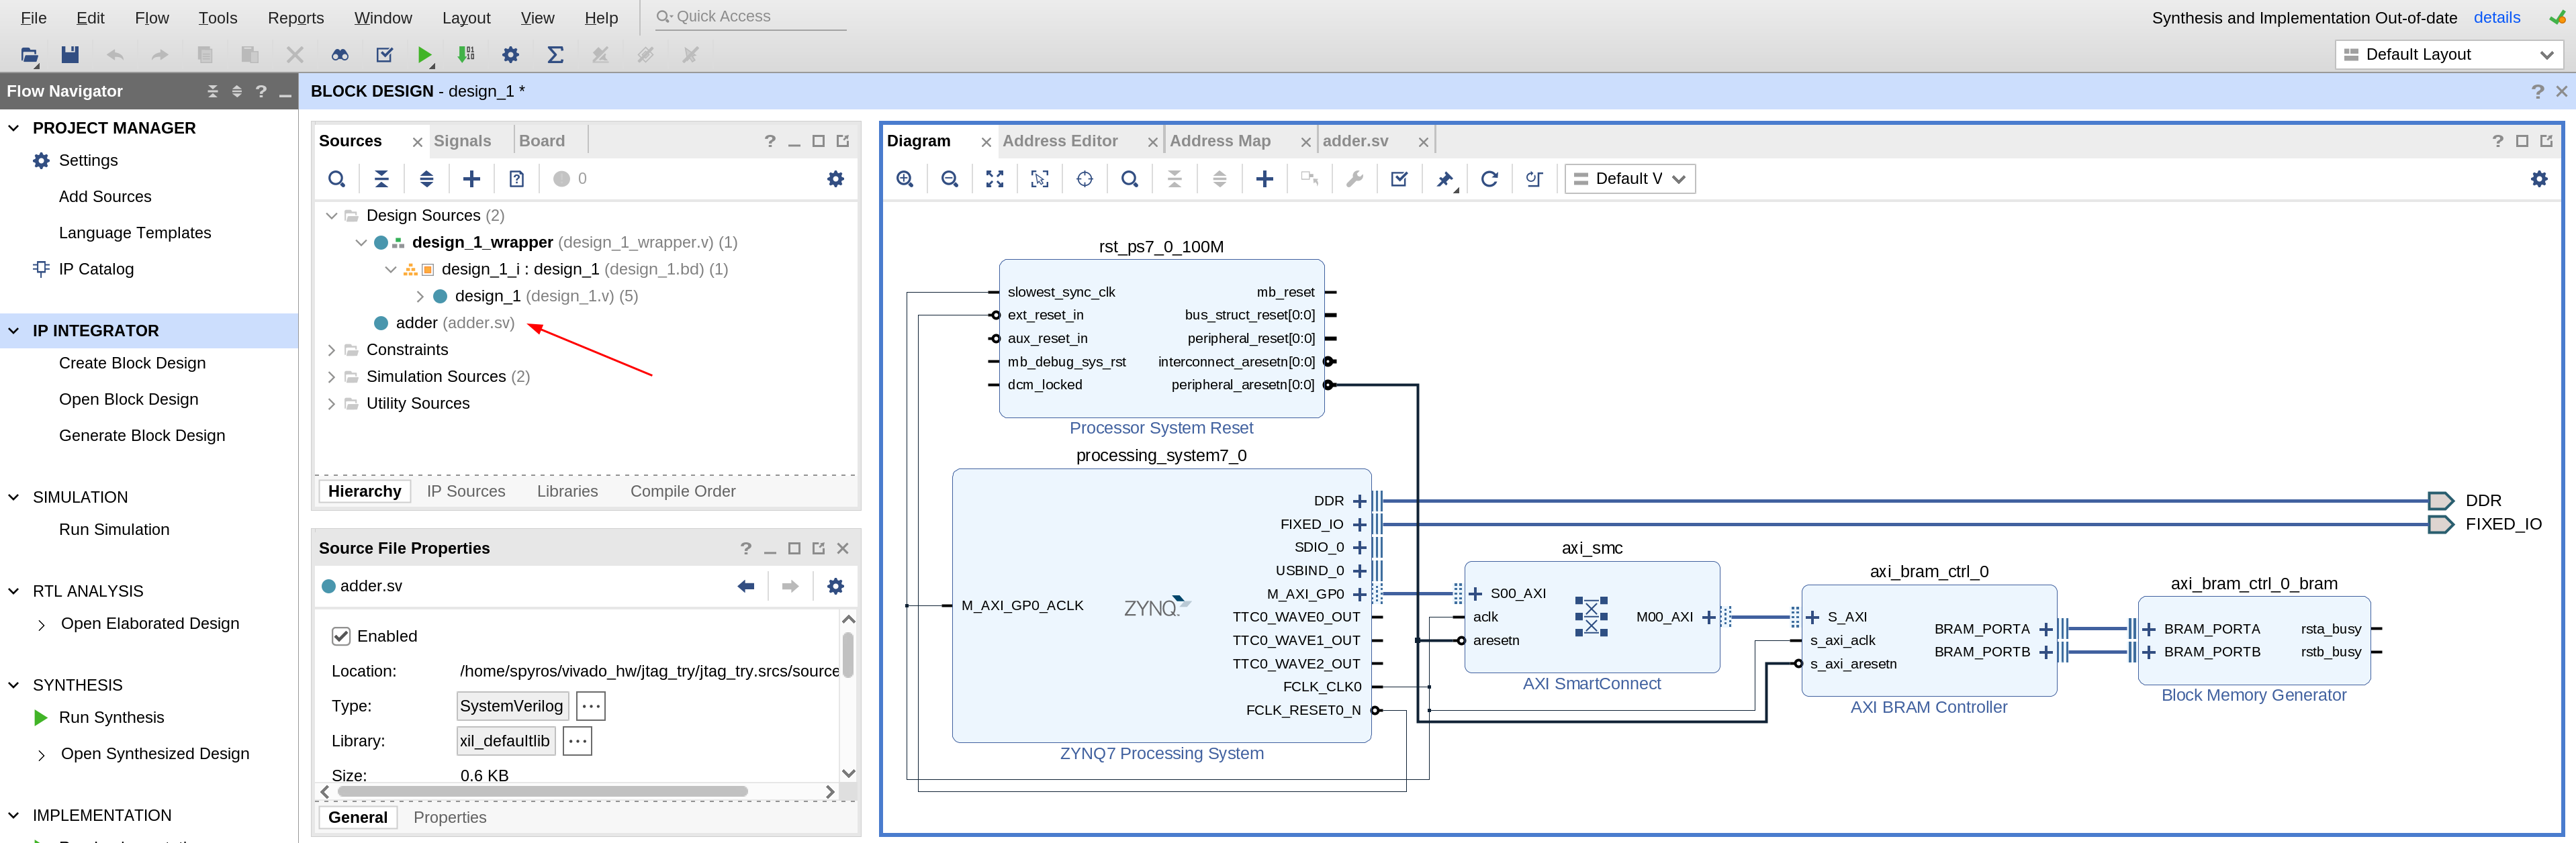 File Edit Flow Tools Reports Window Layout View Help Quick Access
Synthesis and Implementation Out-of-date details
Default Layout
Flow Navigator
PROJECT MANAGER
Settings
Add Sources
Language Templates
IP Catalog
IP INTEGRATOR
Create Block Design
Open Block Design
Generate Block Design
SIMULATION
Run Simulation
RTL ANALYSIS
Open Elaborated Design
SYNTHESIS
Run Synthesis
Open Synthesized Design
IMPLEMENTATION
BLOCK DESIGN - design_1 *
Sources Signals Board
0
Design Sources (2)
design_1_wrapper (design_1_wrapper.v) (1)
design_1_i : design_1 (design_1.bd) (1)
design_1 (design_1.v) (5)
adder (adder.sv)
Constraints
Simulation Sources (2)
Utility Sources
Hierarchy IP Sources Libraries Compile Order
Source File Properties
adder.sv
Enabled
Location: /home/spyros/vivado_hw/jtag_try/jtag_try.srcs/source
Type: SystemVerilog ...
Library: xil_defaultlib ...
Size: 0.6 KB
General Properties
Diagram Address Editor Address Map adder.sv
Default V
rst_ps7_0_100M
slowest_sync_clk mb_reset
ext_reset_in bus_struct_reset[0:0]
aux_reset_in peripheral_reset[0:0]
mb_debug_sys_rst interconnect_aresetn[0:0]
dcm_locked peripheral_aresetn[0:0]
Processor System Reset
processing_system7_0
DDR
FIXED_IO
SDIO_0
USBIND_0
M_AXI_GP0
M_AXI_GP0_ACLK
ZYNQ
TTC0_WAVE0_OUT
TTC0_WAVE1_OUT
TTC0_WAVE2_OUT
FCLK_CLK0
FCLK_RESET0_N
ZYNQ7 Processing System
axi_smc
S00_AXI
aclk M00_AXI
aresetn
AXI SmartConnect
axi_bram_ctrl_0
S_AXI BRAM_PORTA
s_axi_aclk BRAM_PORTB
s_axi_aresetn
AXI BRAM Controller
axi_bram_ctrl_0_bram
BRAM_PORTA rsta_busy
BRAM_PORTB rstb_busy
Block Memory Generator
DDR
FIXED_IO